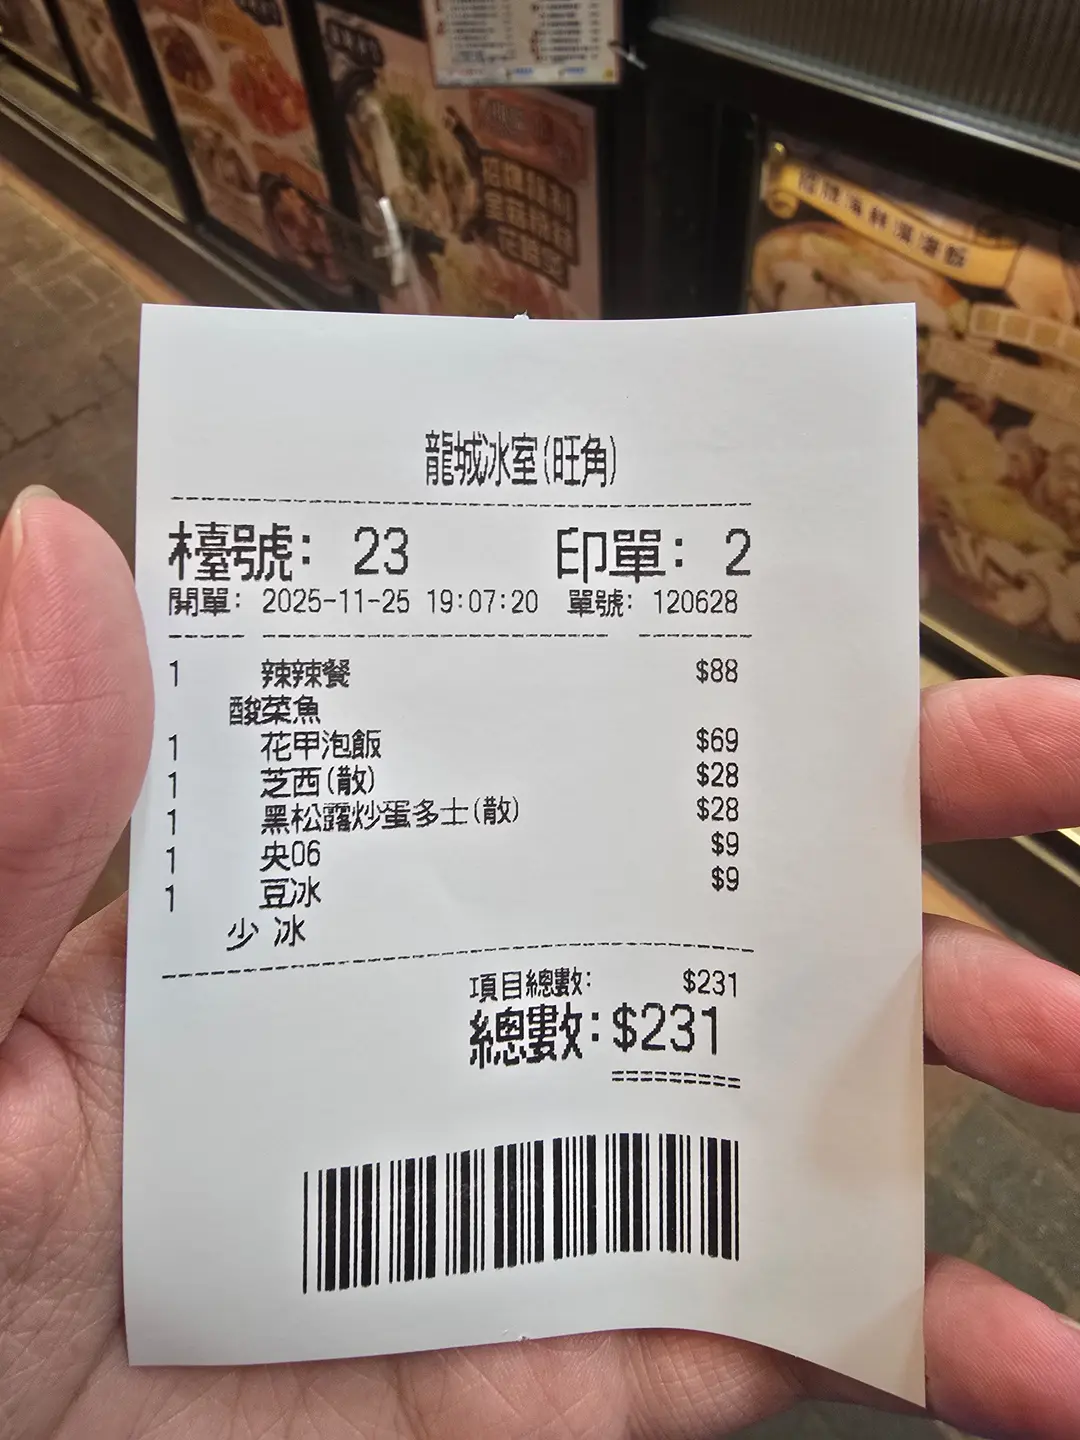 龍城冰室(旺角)
檯號: 23 印單: 2
開單: 2025-11-25 19:07:20 單號: 120628
1 辣辣餐 $88
酸菜魚
1 花甲泡飯 $69
1 芝西(散) $28
1 黑松露炒蛋多士(散) $28
1 央06 $9
1 豆冰 $9
少 冰
項目總數: $231
總數: $231